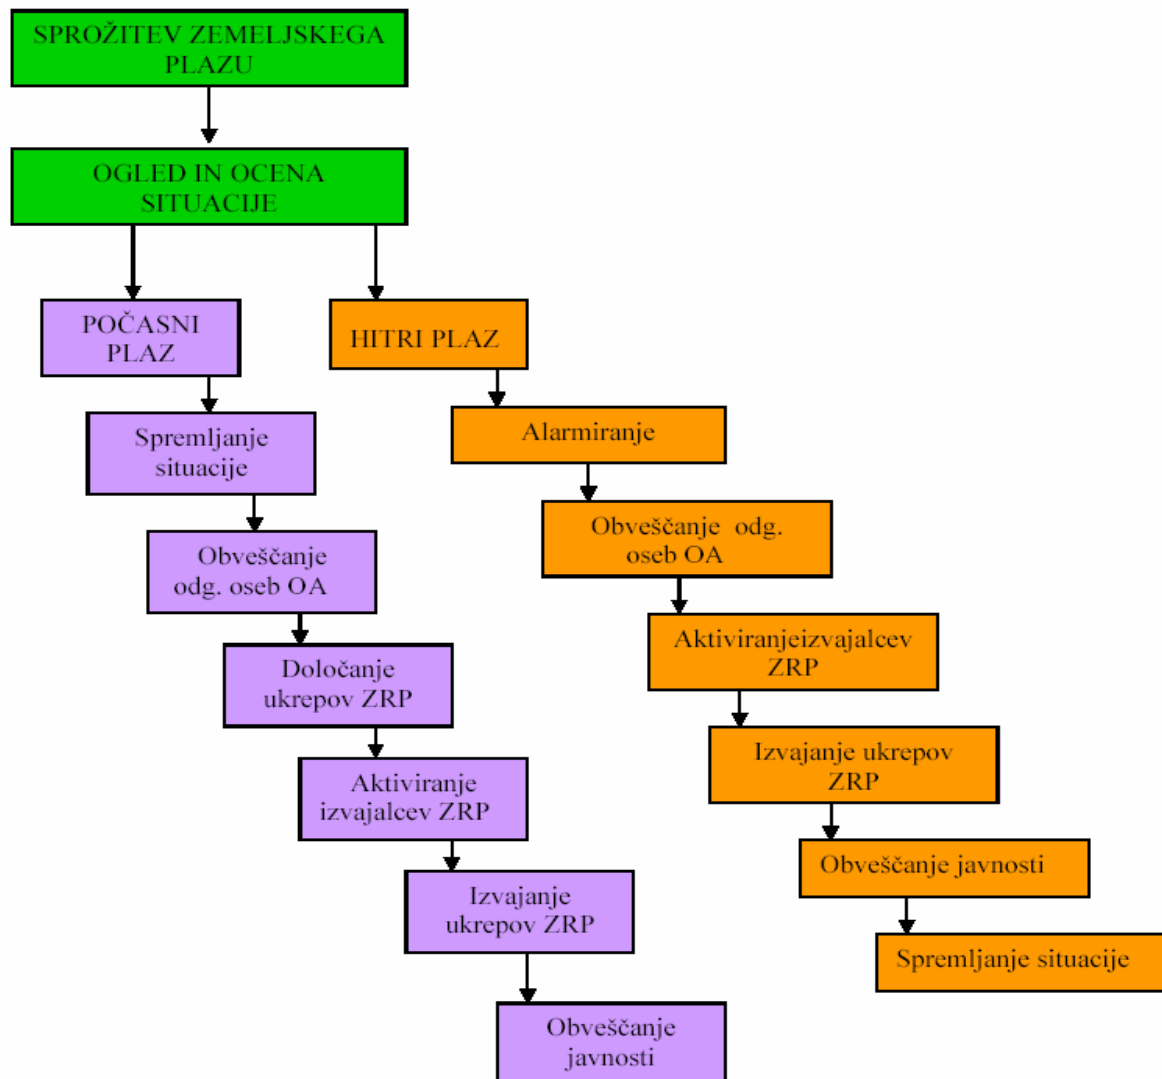 SPROŽITEV ZEMELJSKEGA
PLAZU
OGLED IN OCENA
SITUACIJE
POČASNI
PLAZ
HITRI PLAZ
Spremljanje
situacije
Alarmiranje
Obveščanje
odg. oseb OA
Obveščanje odg.
oseb OA
Določanje
ukrepov ZRP
Aktiviranjeizvajalcev
ZRP
Aktiviranje
izvajalcev ZRP
Izvajanje ukrepov
ZRP
Izvajanje
ukrepov ZRP
Obveščanje javnosti
Obveščanje
javnosti
Spremljanje situacije